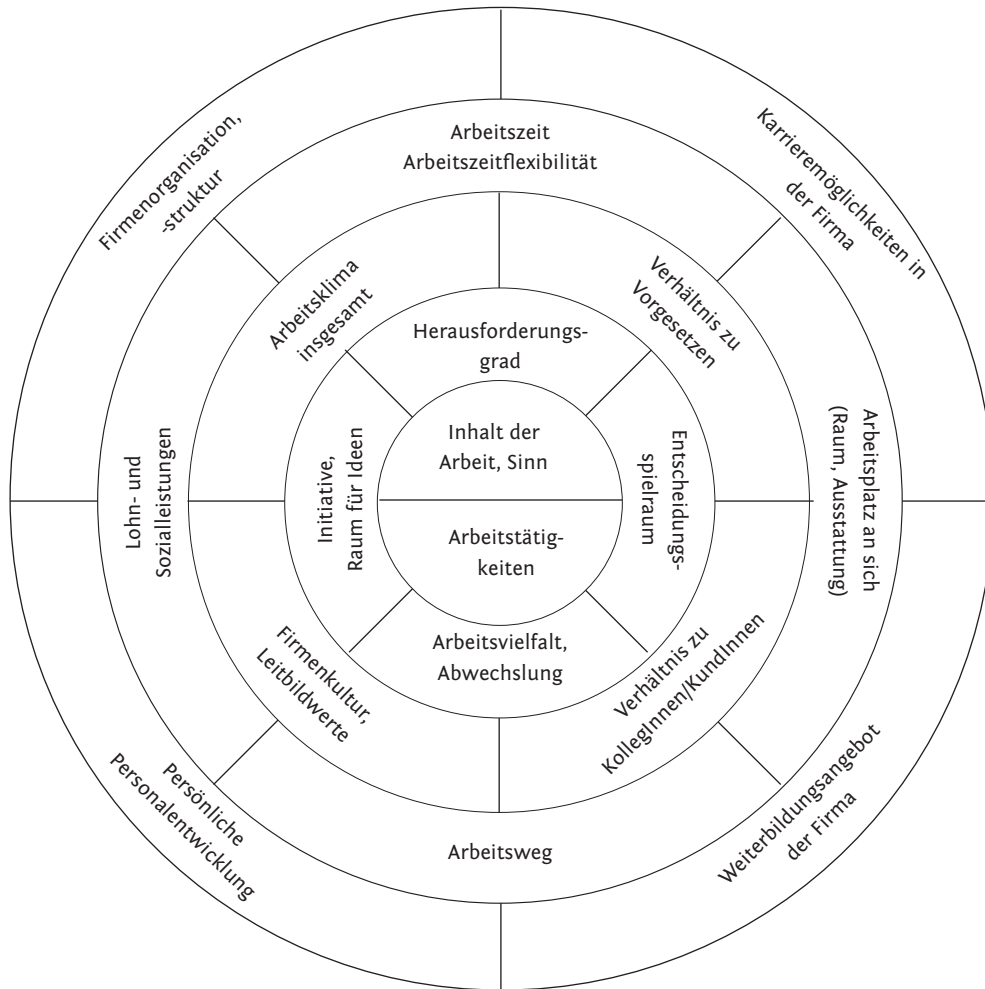 Firmenorganisation,
-struktur
Arbeitszeit
Arbeitszeitflexibilität
Karrieremöglichkeiten in
der Firma
Arbeitsklima
insgesamt
Verhältnis zu
Vorgesetzen
Herausforderungs-
grad
Inhalt der
Arbeit, Sinn
Lohn- und
Sozialleistungen
Initiative,
Raum für Ideen
Entscheidungs-
spielraum
Arbeitsplatz an sich
(Raum, Ausstattung)
Arbeitstätig-
keiten
Arbeitsvielfalt,
Abwechslung
Firmenkultur,
Leitbildwerte
Verhältnis zu
KollegInnen/KundInnen
Persönliche
Personalentwicklung
Arbeitsweg
Weiterbildungsangebot
der Firma